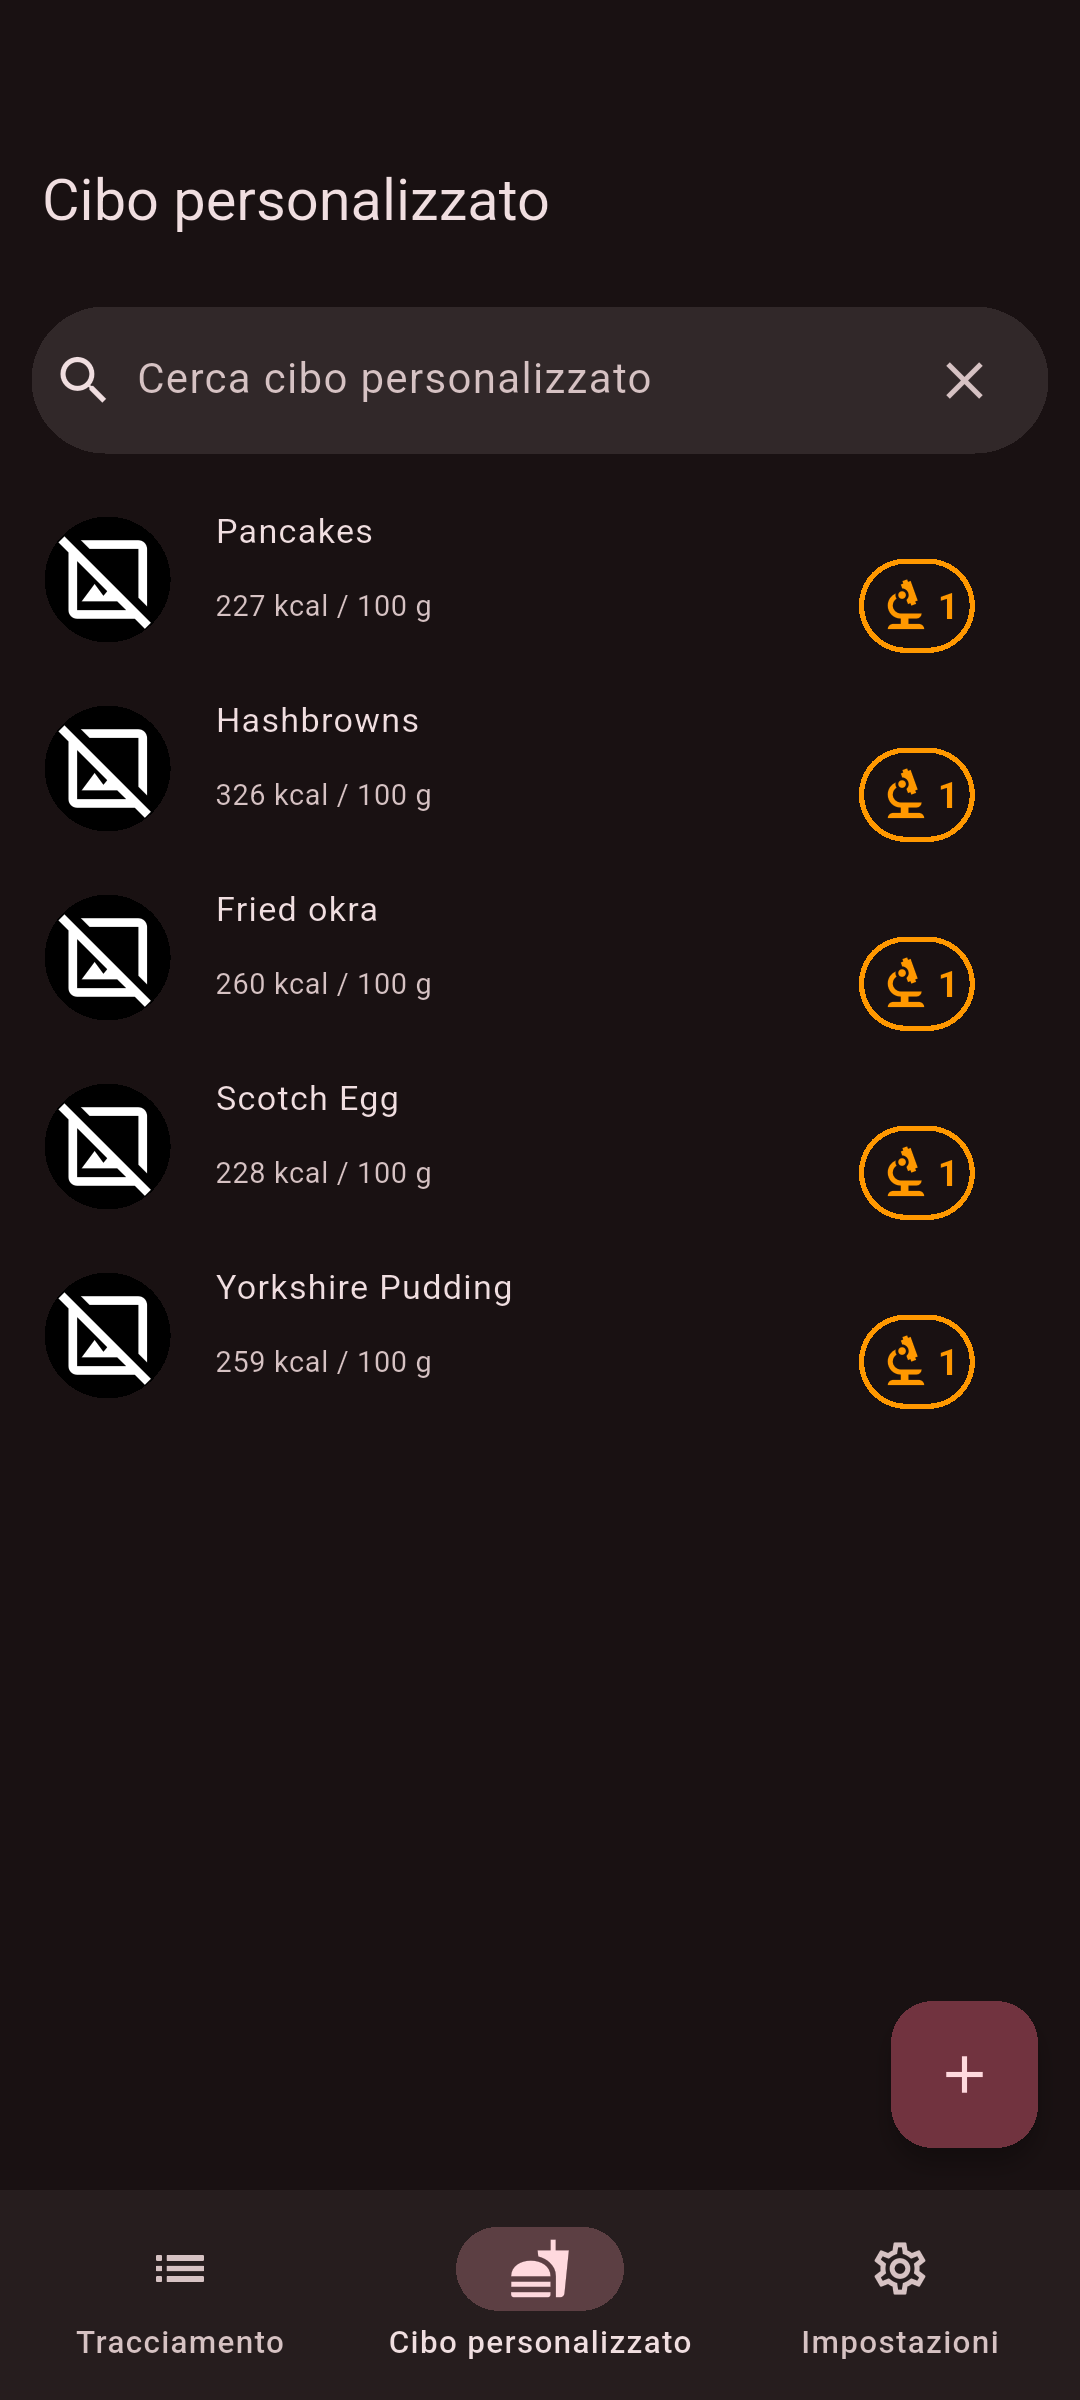 Cibo personalizzato
Cerca cibo personalizzato
Pancakes
227 kcal / 100 g
1
Hashbrowns
326 kcal / 100 g
1
Fried okra
260 kcal / 100 g
1
Scotch Egg
228 kcal / 100 g
1
Yorkshire Pudding
259 kcal / 100 g
1
Tracciamento
Cibo personalizzato
Impostazioni